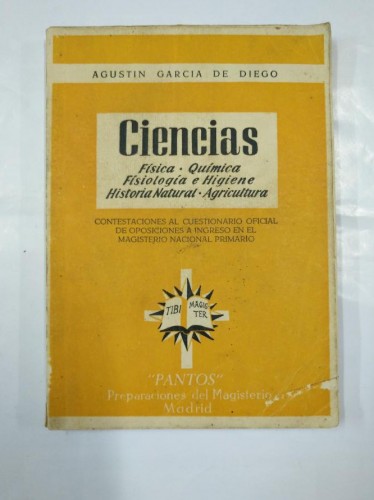 AGUSTIN GARCIA DE DIEGO
Ciencias
Física · Química
Fisiología e Higiene
Historia Natural · Agricultura
CONTESTACIONES AL CUESTIONARIO OFICIAL
DE OPOSICIONES A INGRESO EN EL
MAGISTERIO NACIONAL PRIMARIO
TIBI MAGIS
TER
"PANTOS"
Preparaciones del Magisterio
Madrid